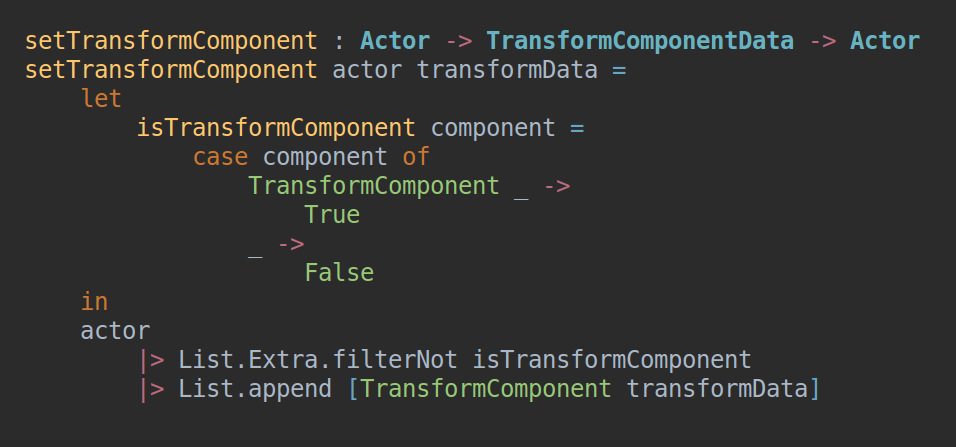 setTransformComponent : Actor -> TransformComponentData -> Actor
setTransformComponent actor transformData =
    let
        isTransformComponent component =
            case component of
                TransformComponent _ ->
                    True
                _ ->
                    False
    in
    actor
        |> List.Extra.filterNot isTransformComponent
        |> List.append [TransformComponent transformData]